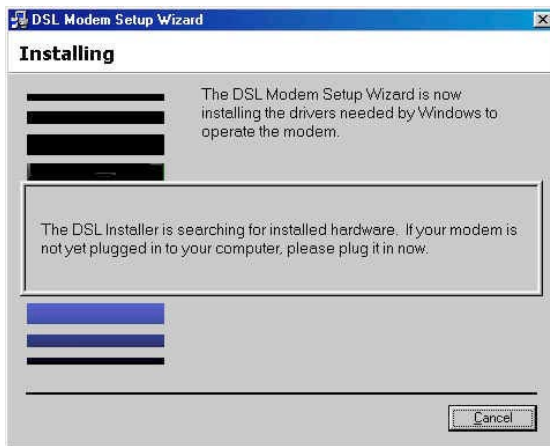 DSL Modem Setup Wizard
Installing
The DSL Modem Setup Wizard is now
installing the drivers needed by Windows to
operate the modem.
The DSL Installer is searching for installed hardware. If your modem is
not yet plugged in to your computer, please plug it in now.
Cancel